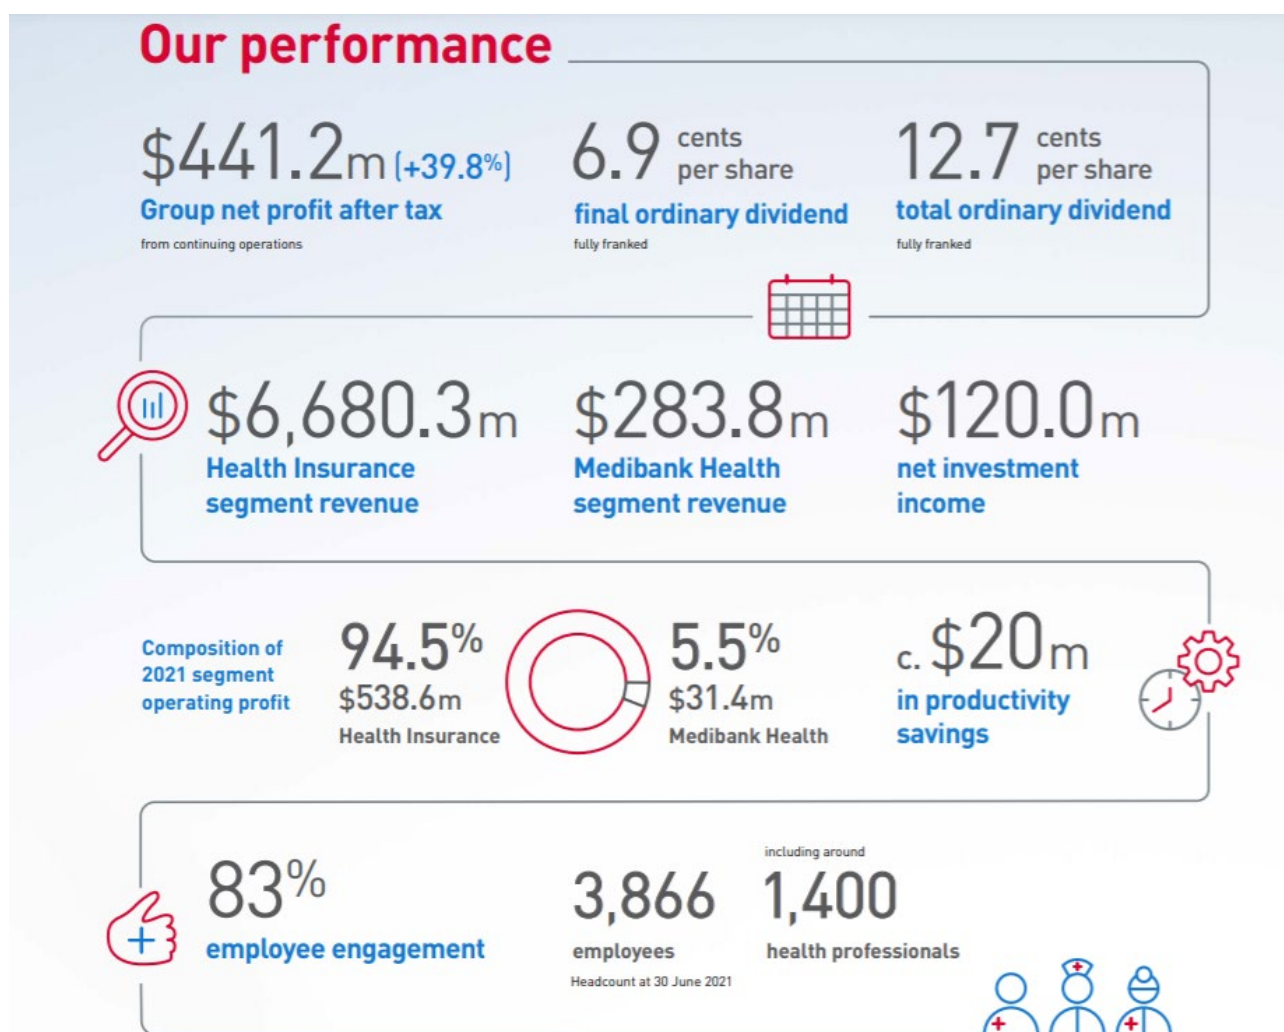 Our performance
$441.2m (+39.8%)
Group net profit after tax
from continuing operations
6.9 cents per share
final ordinary dividend
fully franked
12.7 cents per share
total ordinary dividend
fully franked
$6,680.3m
Health Insurance
segment revenue
$283.8m
Medibank Health
segment revenue
$120.0m
net investment
income
Composition of
2021 segment
operating profit
94.5%
$538.6m
Health Insurance
5.5%
$31.4m
Medibank Health
c. $20m
in productivity
savings
83%
employee engagement
3,866
employees
Headcount at 30 June 2021
including around
1,400
health professionals